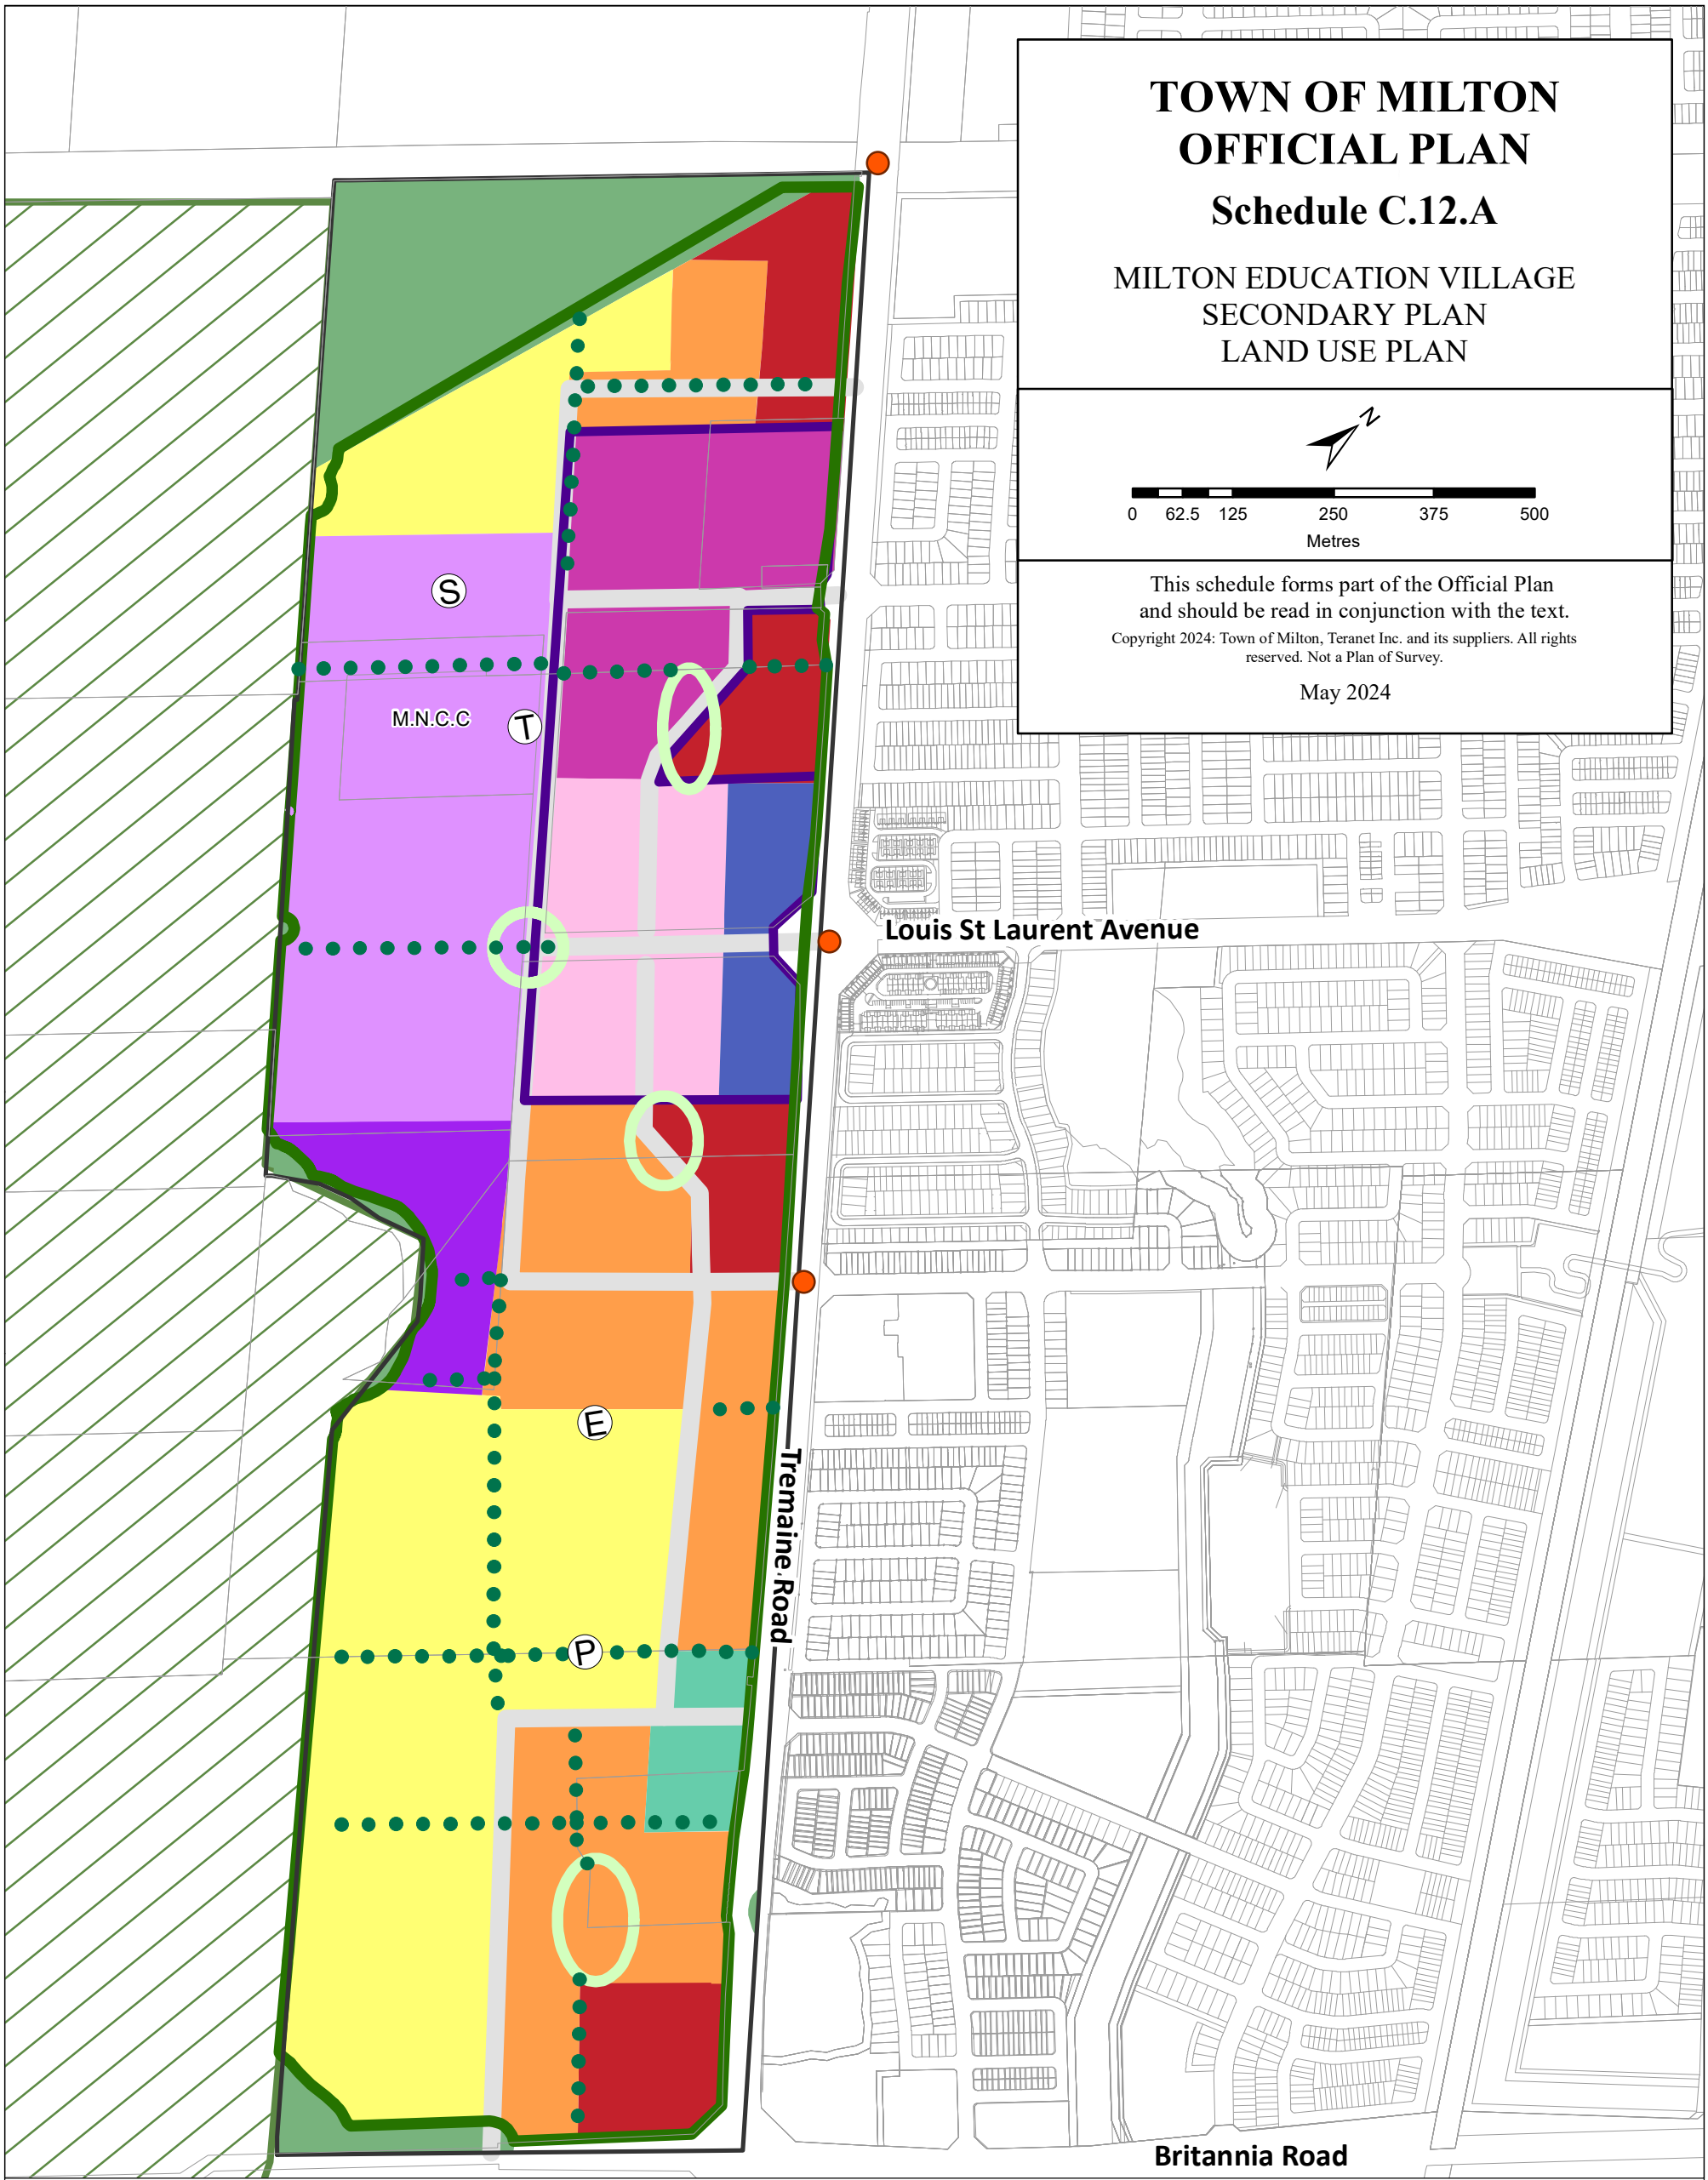 TOWN OF MILTON
OFFICIAL PLAN
Schedule C.12.A
MILTON EDUCATION VILLAGE
SECONDARY PLAN
LAND USE PLAN
N
0 62.5 125 250 375 500
Metres
This schedule forms part of the Official Plan
and should be read in conjunction with the text.
Copyright 2024: Town of Milton, Teranet Inc. and its suppliers. All rights
reserved. Not a Plan of Survey.
May 2024
S
M.N.C.C
T
Louis St Laurent Avenue
E
Tremaine Road
P
Britannia Road